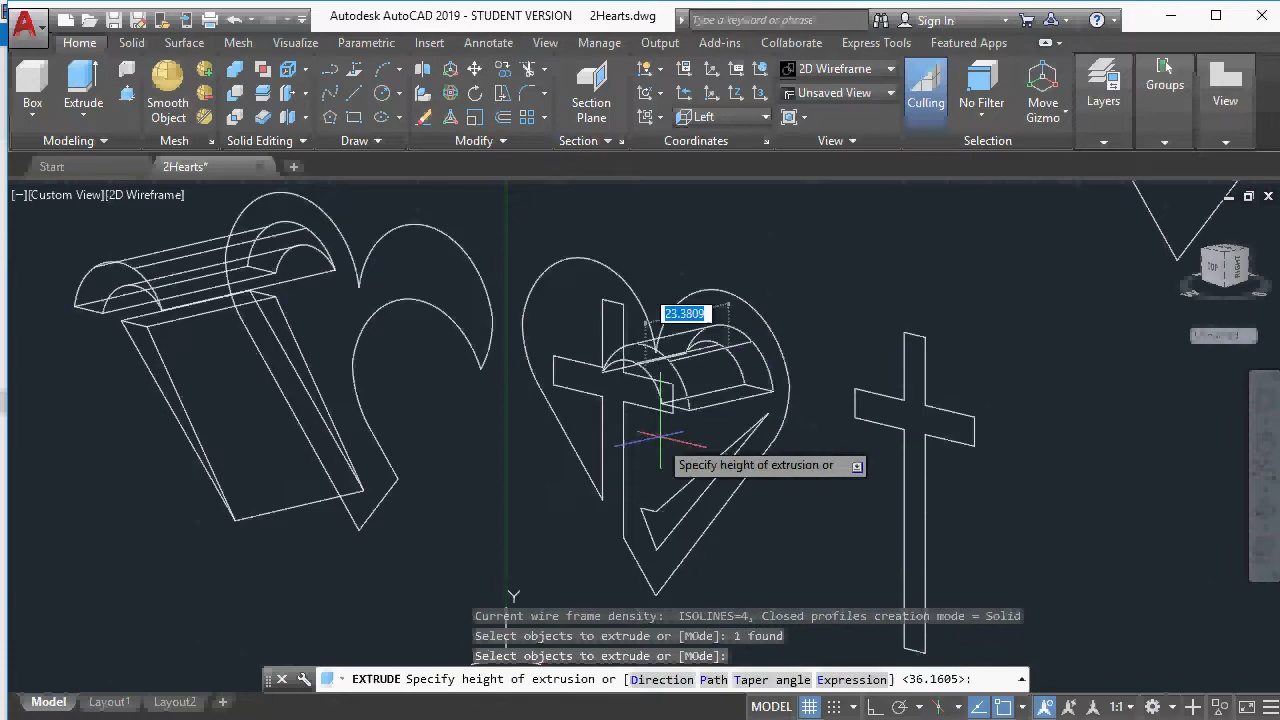 Autodesk AutoCAD 2019 - STUDENT VERSION 2Hearts.dwg Type a keyword or phrase Sign In
Home Solid Surface Mesh Visualize Parametric Insert Annotate View Manage Output Add-ins Collaborate Express Tools Featured Apps
2D Wireframe
Unsaved View
Left
Box Extrude Smooth Object Section Plane Culling No Filter Move Gizmo Layers Groups View
Modeling Mesh Solid Editing Draw Modify Section Coordinates View Selection
Start 2Hearts*
[−][Custom View][2D Wireframe]
TOP RIGHT
23.3809
Unnamed
Specify height of extrusion or
Y
Current wire frame density: ISOLINES=4, Closed profiles creation mode = Solid
Select objects to extrude or [MOde]: 1 found
Select objects to extrude or [MOde]:
EXTRUDE Specify height of extrusion or [Direction Path Taper angle Expression] <36.1605>:
Model Layout1 Layout2 MODEL 1:1